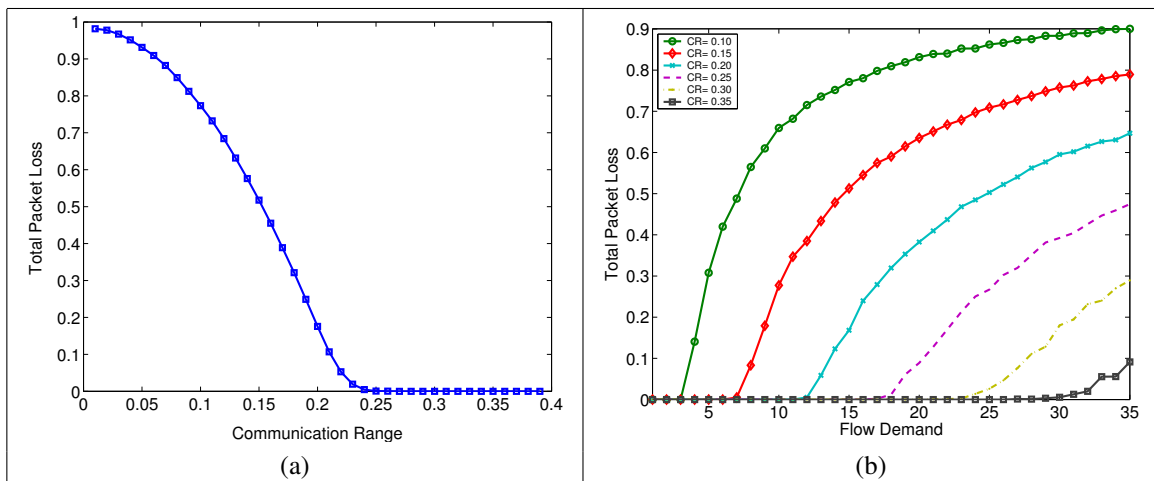 1
0.9
0.8
0.7
0.6
0.5
0.4
0.3
0.2
0.1
0
0 0.05 0.1 0.15 0.2 0.25 0.3 0.35 0.4
Total Packet Loss
Communication Range
(a)
0.9
0.8
0.7
0.6
0.5
0.4
0.3
0.2
0.1
0
5 10 15 20 25 30 35
Total Packet Loss
Flow Demand
CR= 0.10
CR= 0.15
CR= 0.20
CR= 0.25
CR= 0.30
CR= 0.35
(b)